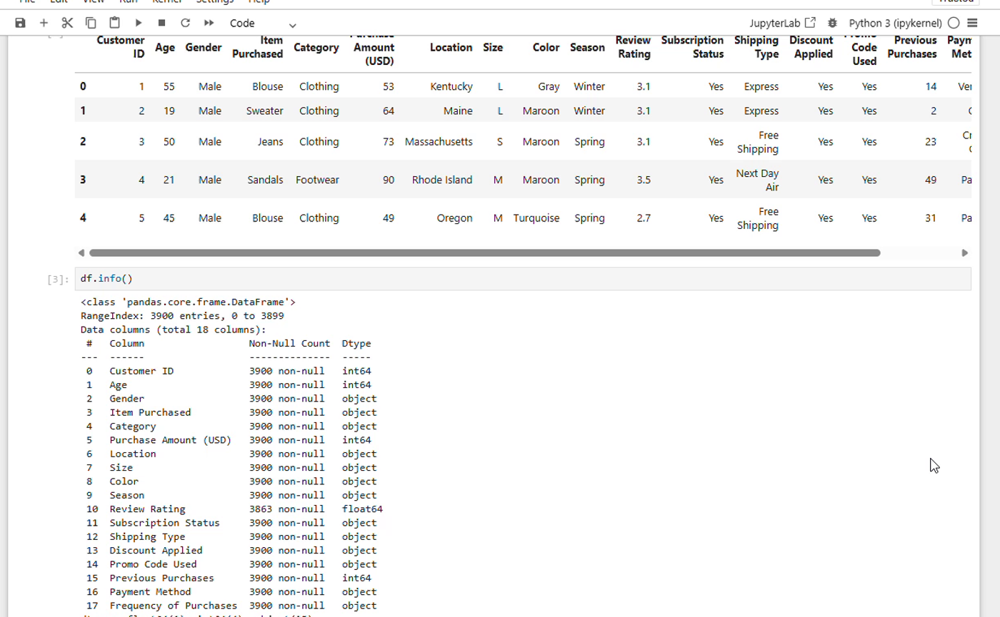 File Edit View Run Kernel Settings Help Trusted
Code JupyterLab Python 3 (ipykernel)
Customer ID Age Gender Item Purchased Category Purchase Amount (USD) Location Size Color Season Review Rating Subscription Status Shipping Type Discount Applied Promo Code Used Previous Purchases
0 1 55 Male Blouse Clothing 53 Kentucky L Gray Winter 3.1 Yes Express Yes Yes 14
1 2 19 Male Sweater Clothing 64 Maine L Maroon Winter 3.1 Yes Express Yes Yes 2
2 3 50 Male Jeans Clothing 73 Massachusetts S Maroon Spring 3.1 Yes Free Shipping Yes Yes 23
3 4 21 Male Sandals Footwear 90 Rhode Island M Maroon Spring 3.5 Yes Next Day Air Yes Yes 49 Pa
4 5 45 Male Blouse Clothing 49 Oregon M Turquoise Spring 2.7 Yes Free Shipping Yes Yes 31 Pa
[3]: df.info()
<class 'pandas.core.frame.DataFrame'>
RangeIndex: 3900 entries, 0 to 3899
Data columns (total 18 columns):
# Column Non-Null Count Dtype
--- ------ -------------- -----
0 Customer ID 3900 non-null int64
1 Age 3900 non-null int64
2 Gender 3900 non-null object
3 Item Purchased 3900 non-null object
4 Category 3900 non-null object
5 Purchase Amount (USD) 3900 non-null int64
6 Location 3900 non-null object
7 Size 3900 non-null object
8 Color 3900 non-null object
9 Season 3900 non-null object
10 Review Rating 3863 non-null float64
11 Subscription Status 3900 non-null object
12 Shipping Type 3900 non-null object
13 Discount Applied 3900 non-null object
14 Promo Code Used 3900 non-null object
15 Previous Purchases 3900 non-null int64
16 Payment Method 3900 non-null object
17 Frequency of Purchases 3900 non-null object